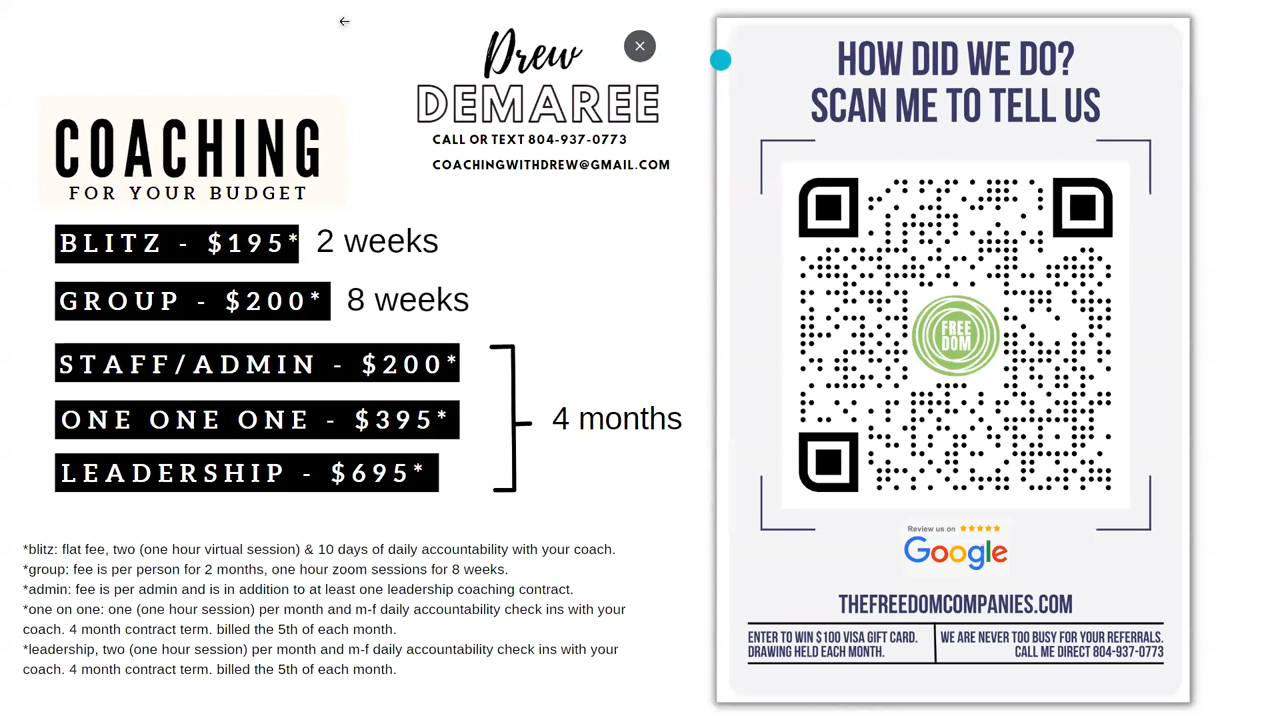 Drew
DEMAREE
CALL OR TEXT 804-937-0773
COACHINGWITHDREW@GMAIL.COM
COACHING
FOR YOUR BUDGET
BLITZ - $195* 2 weeks
GROUP - $200* 8 weeks
STAFF/ADMIN - $200*
ONE ONE ONE - $395*
4 months
LEADERSHIP - $695*
*blitz: flat fee, two (one hour virtual session) & 10 days of daily accountability with your coach.
*group: fee is per person for 2 months, one hour zoom sessions for 8 weeks.
*admin: fee is per admin and is in addition to at least one leadership coaching contract.
*one on one: one (one hour session) per month and m-f daily accountability check ins with your
coach. 4 month contract term. billed the 5th of each month.
*leadership, two (one hour session) per month and m-f daily accountability check ins with your
coach. 4 month contract term. billed the 5th of each month.
HOW DID WE DO?
SCAN ME TO TELL US
FREE
DOM
Review us on
Google
THEFREEDOMCOMPANIES.COM
ENTER TO WIN $100 VISA GIFT CARD.
DRAWING HELD EACH MONTH.
WE ARE NEVER TOO BUSY FOR YOUR REFERRALS.
CALL ME DIRECT 804-937-0773